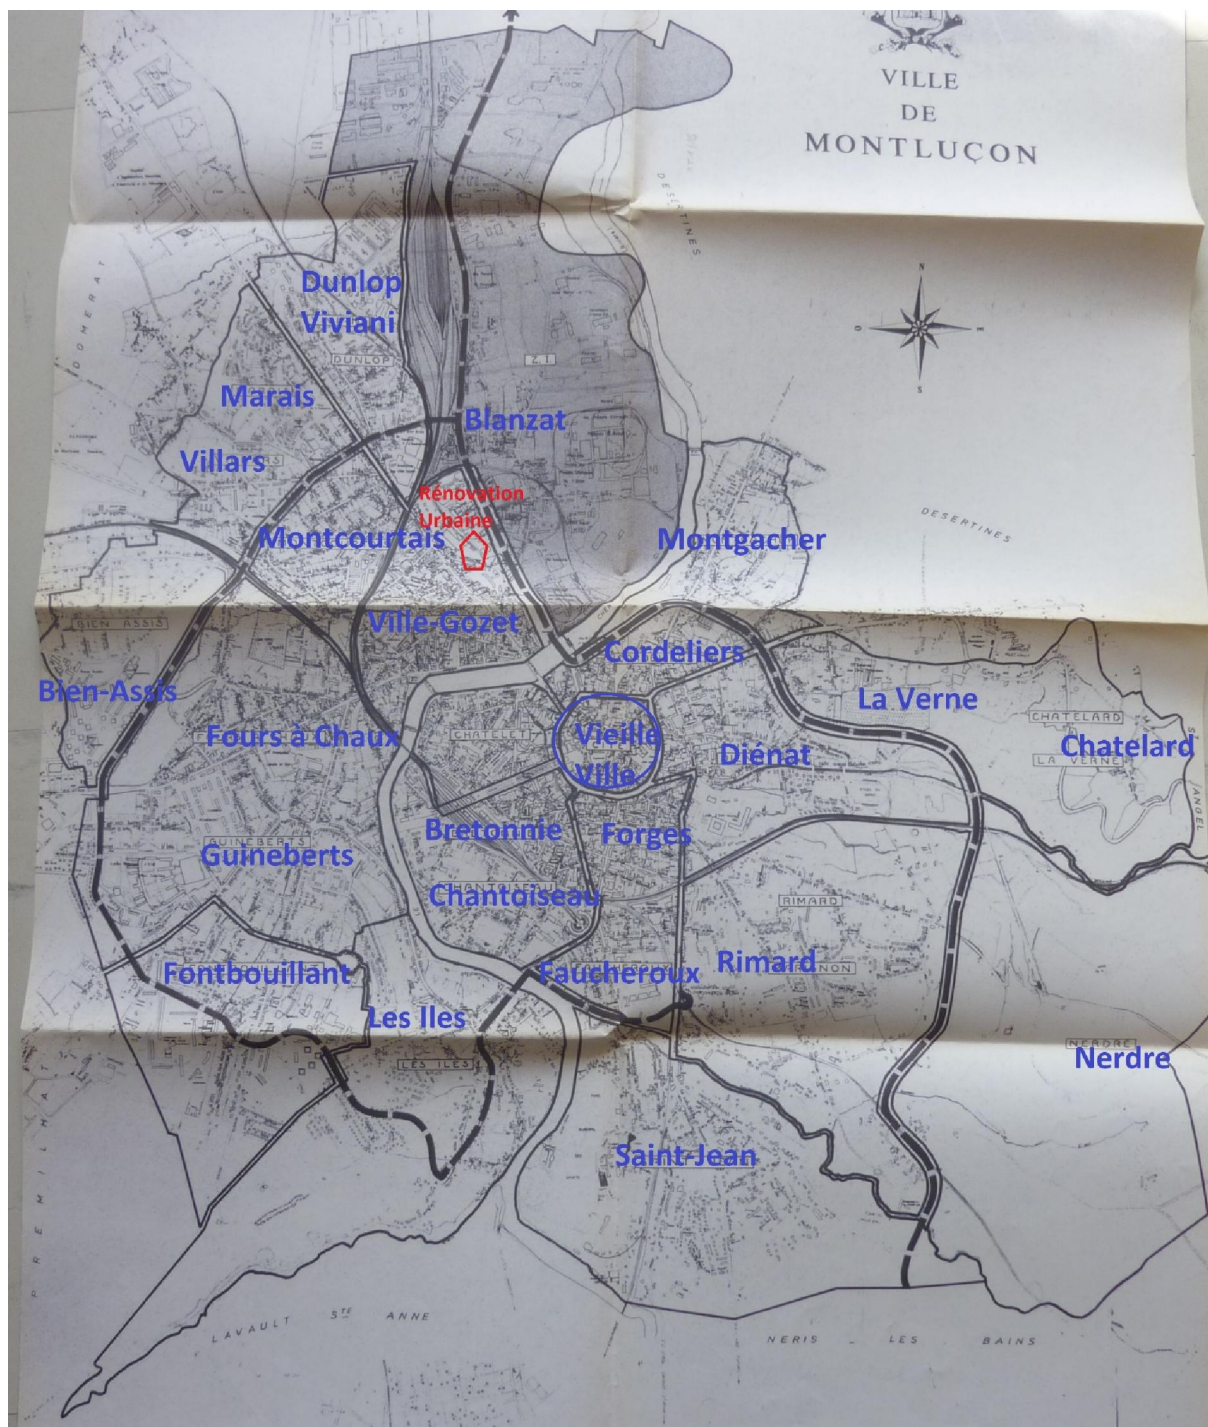 VILLE
DE
MONTLUÇON
DESERTINES
DOMERAT
N
O
E
S
Dunlop
Viviani
DUNLOP
Z I
Marais
Blanzat
Villars
Rénovation
Urbaine
Montcourtais
Montgacher
DESERTINES
BIEN ASSIS
Ville-Gozet
Cordeliers
Bien-Assis
La Verne
CHATELARD
Fours à Chaux
CHATELET
Vieille
Ville
Diénat
Chatelard
LA VERNE
Bretonnie
Forges
GUINEBERTS
Guineberts
Chantoiseau
RIMARD
Fontbouillant
Faucheroux
Rimard
Les Iles
LES ILES
NERDRE
Nerdre
PREMILHAT
Saint-Jean
LAVAULT STE ANNE
NERIS - LES BAINS